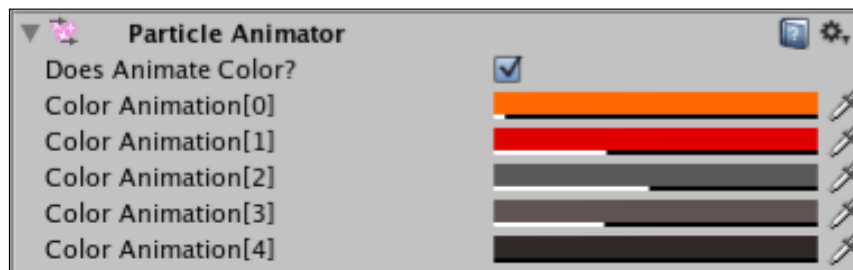 Particle Animator
Does Animate Color?
Color Animation[0]
Color Animation[1]
Color Animation[2]
Color Animation[3]
Color Animation[4]